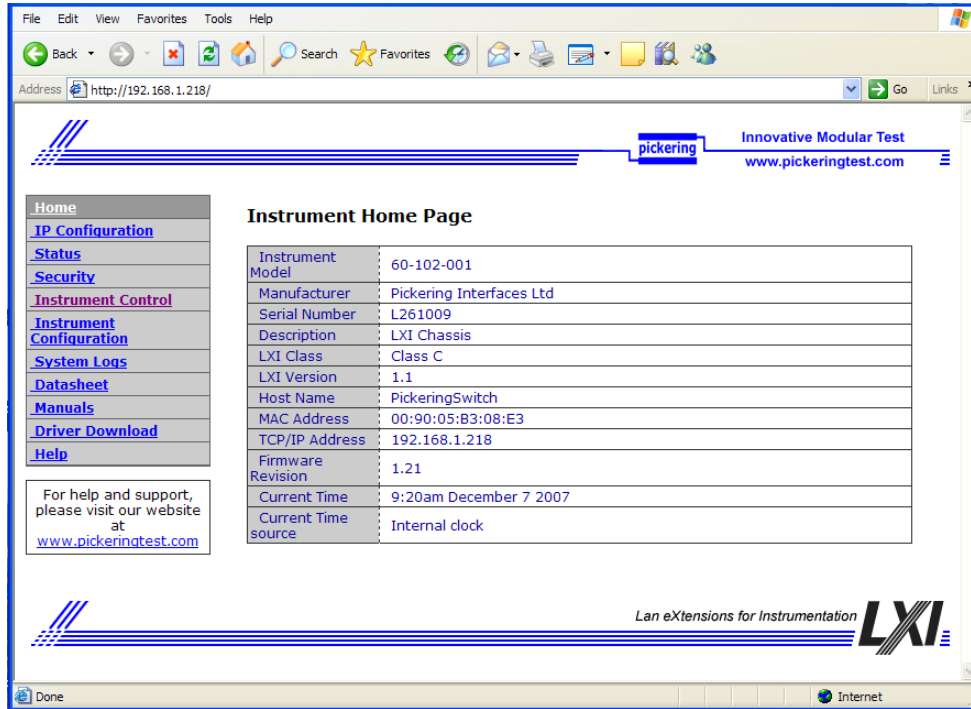 File Edit View Favorites Tools Help
Back Search Favorites
Address http://192.168.1.218/ Go Links
pickering
Innovative Modular Test
www.pickeringtest.com
Home
IP Configuration
Status
Security
Instrument Control
Instrument
Configuration
System Logs
Datasheet
Manuals
Driver Download
Help
For help and support,
please visit our website
at
www.pickeringtest.com
Instrument Home Page
Instrument
Model
60-102-001
Manufacturer Pickering Interfaces Ltd
Serial Number L261009
Description LXI Chassis
LXI Class Class C
LXI Version 1.1
Host Name PickeringSwitch
MAC Address 00:90:05:B3:08:E3
TCP/IP Address 192.168.1.218
Firmware
Revision
1.21
Current Time 9:20am December 7 2007
Current Time
source
Internal clock
Lan eXtensions for Instrumentation
LXI
Done Internet